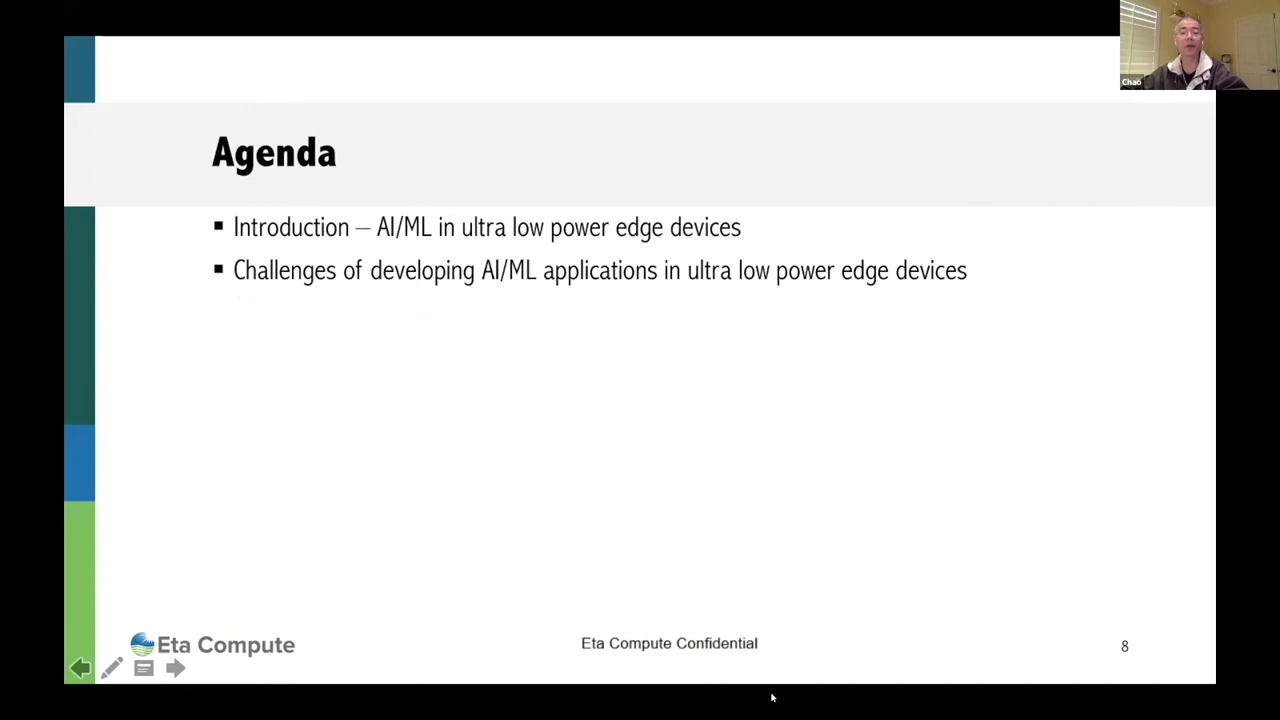 Chao
Agenda
▪ Introduction – AI/ML in ultra low power edge devices
▪ Challenges of developing AI/ML applications in ultra low power edge devices
Eta Compute
Eta Compute Confidential
8